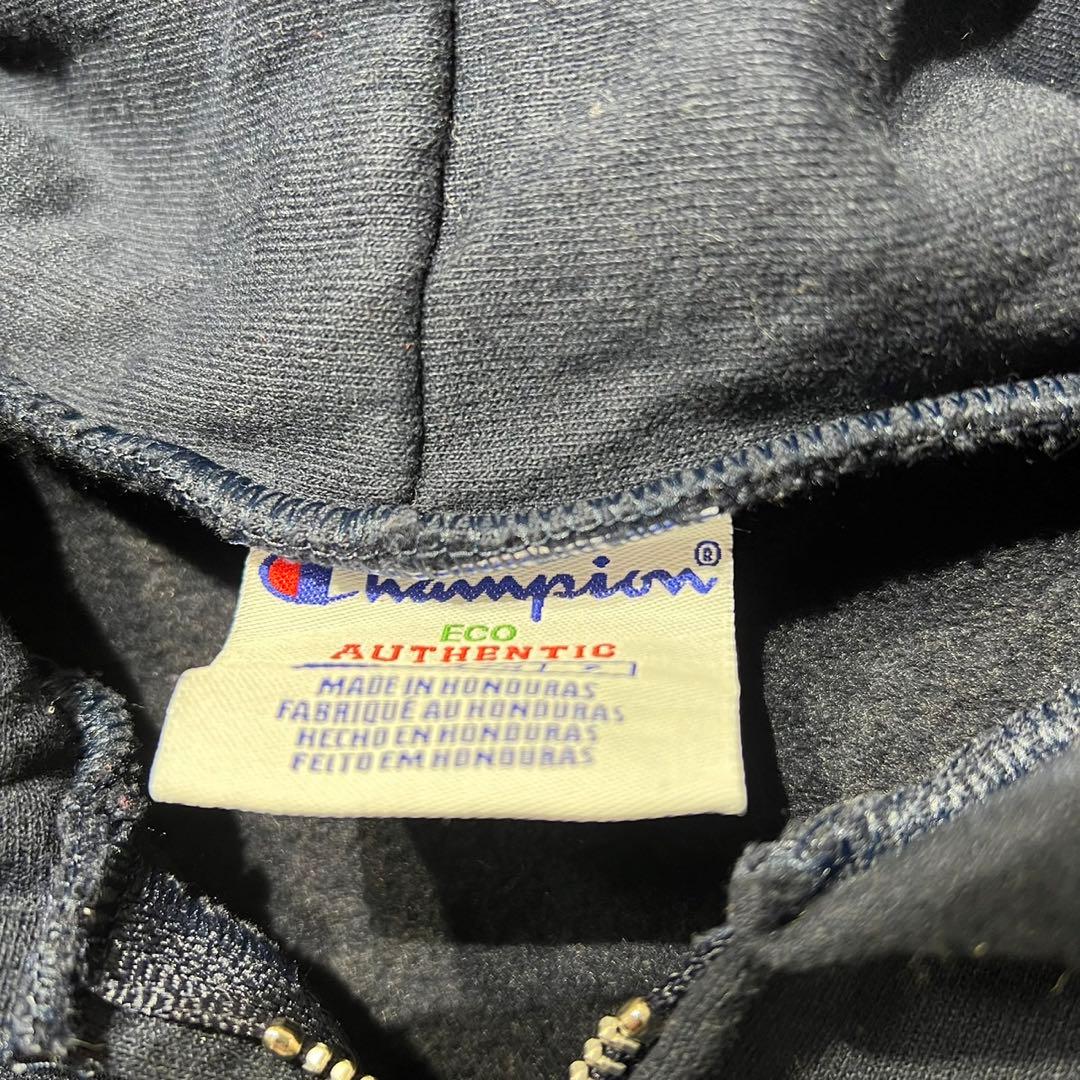 Champion®
ECO
AUTHENTIC
MADE IN HONDURAS
FABRIQUÉ AU HONDURAS
HECHO EN HONDURAS
FEITO EM HONDURAS